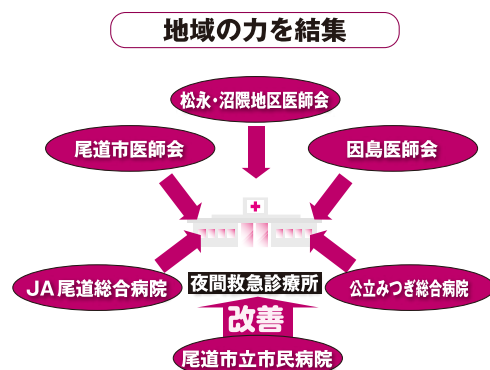 地域の力を結集
松永・沼隈地区医師会
尾道市医師会
因島医師会
JA尾道総合病院
夜間救急診療所
公立みつぎ総合病院
改善
尾道市立市民病院